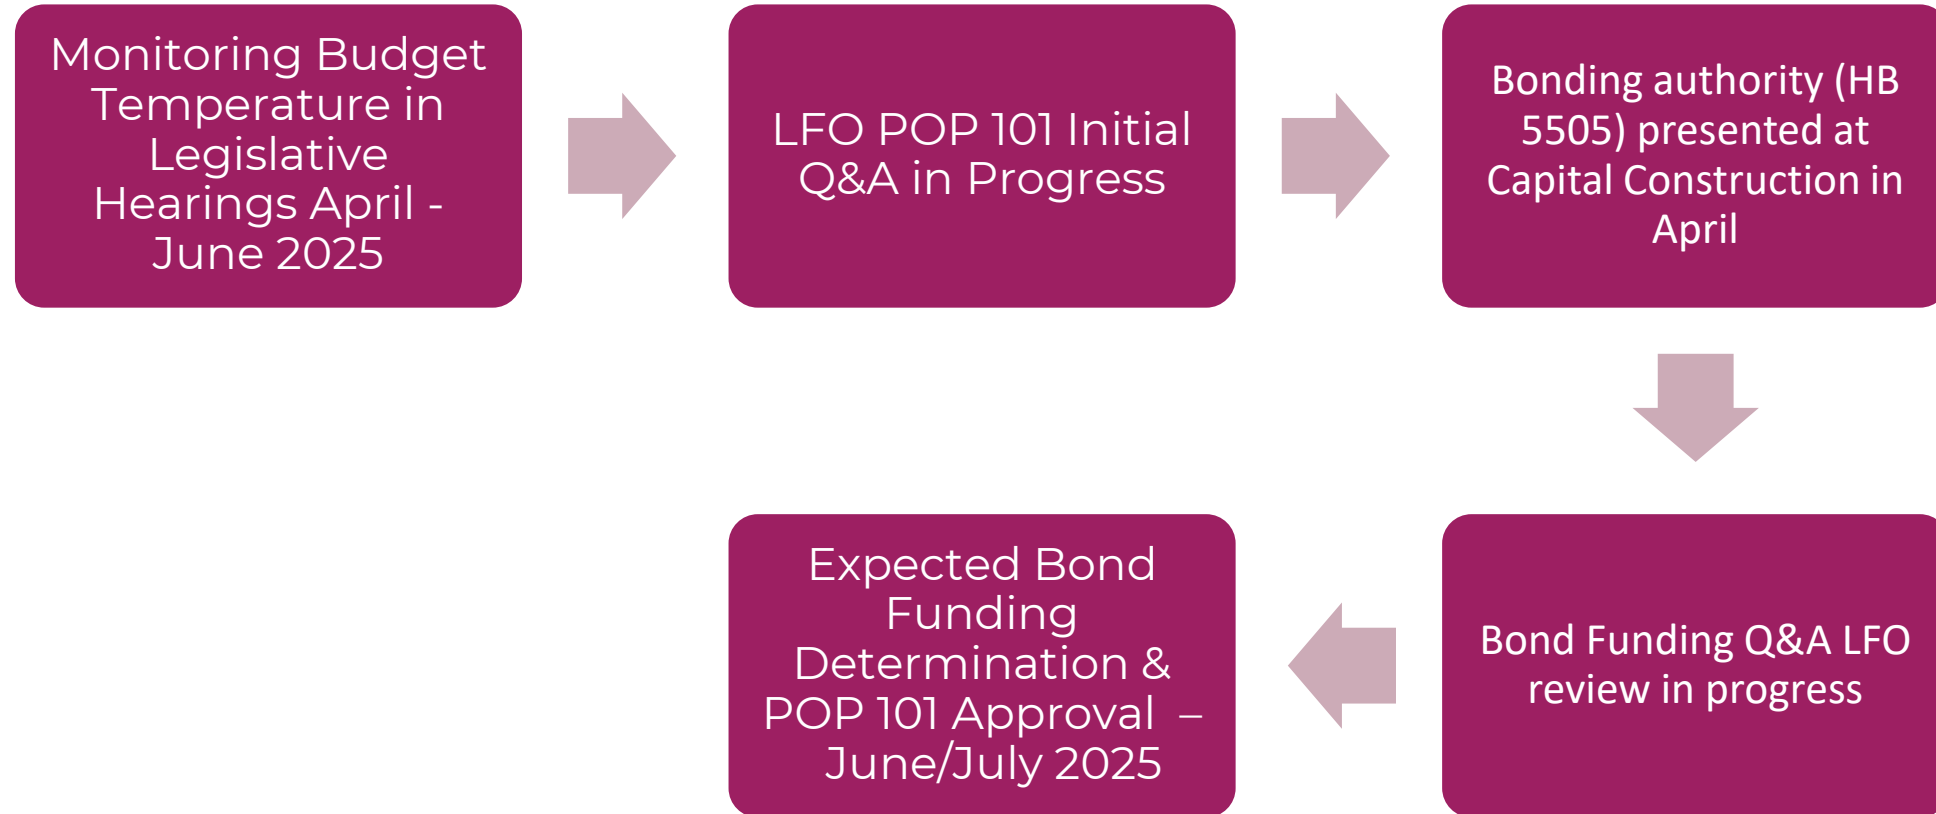 Monitoring Budget
Temperature in
Legislative
Hearings April -
June 2025
LFO POP 101 Initial
Q&A in Progress
Bonding authority (HB
5505) presented at
Capital Construction in
April
Bond Funding Q&A LFO
review in progress
Expected Bond
Funding
Determination &
POP 101 Approval –
June/July 2025